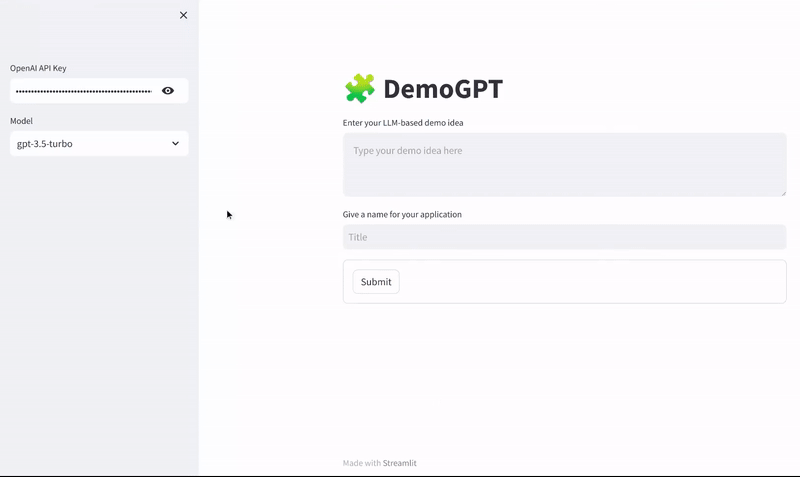 OpenAI API Key
Model
gpt-3.5-turbo
DemoGPT
Enter your LLM-based demo idea
Type your demo idea here
Give a name for your application
Title
Submit
Made with Streamlit